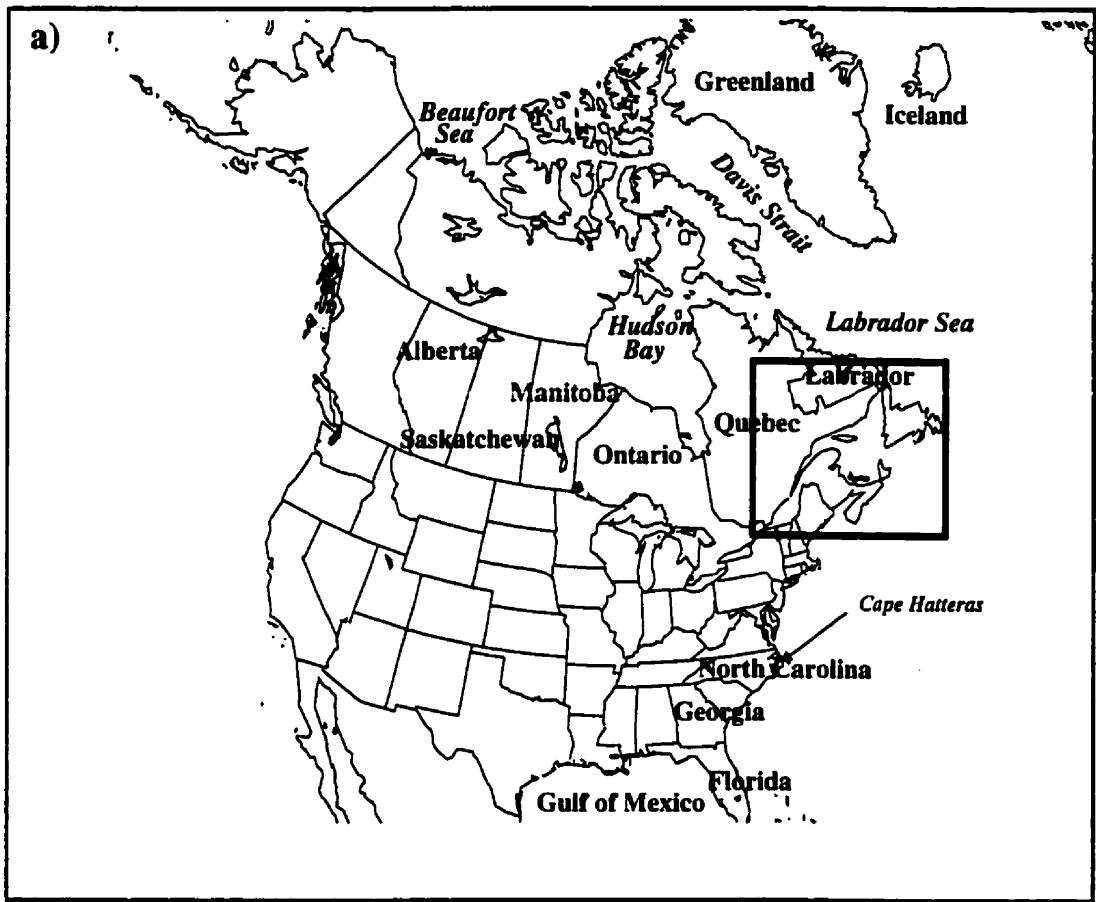 a)
Greenland
Iceland
Beaufort
Sea
Davis Strait
Labrador Sea
Hudson
Bay
Alberta
Labrador
Manitoba
Quebec
Saskatchewan
Ontario
Cape Hatteras
North Carolina
Georgia
Florida
Gulf of Mexico